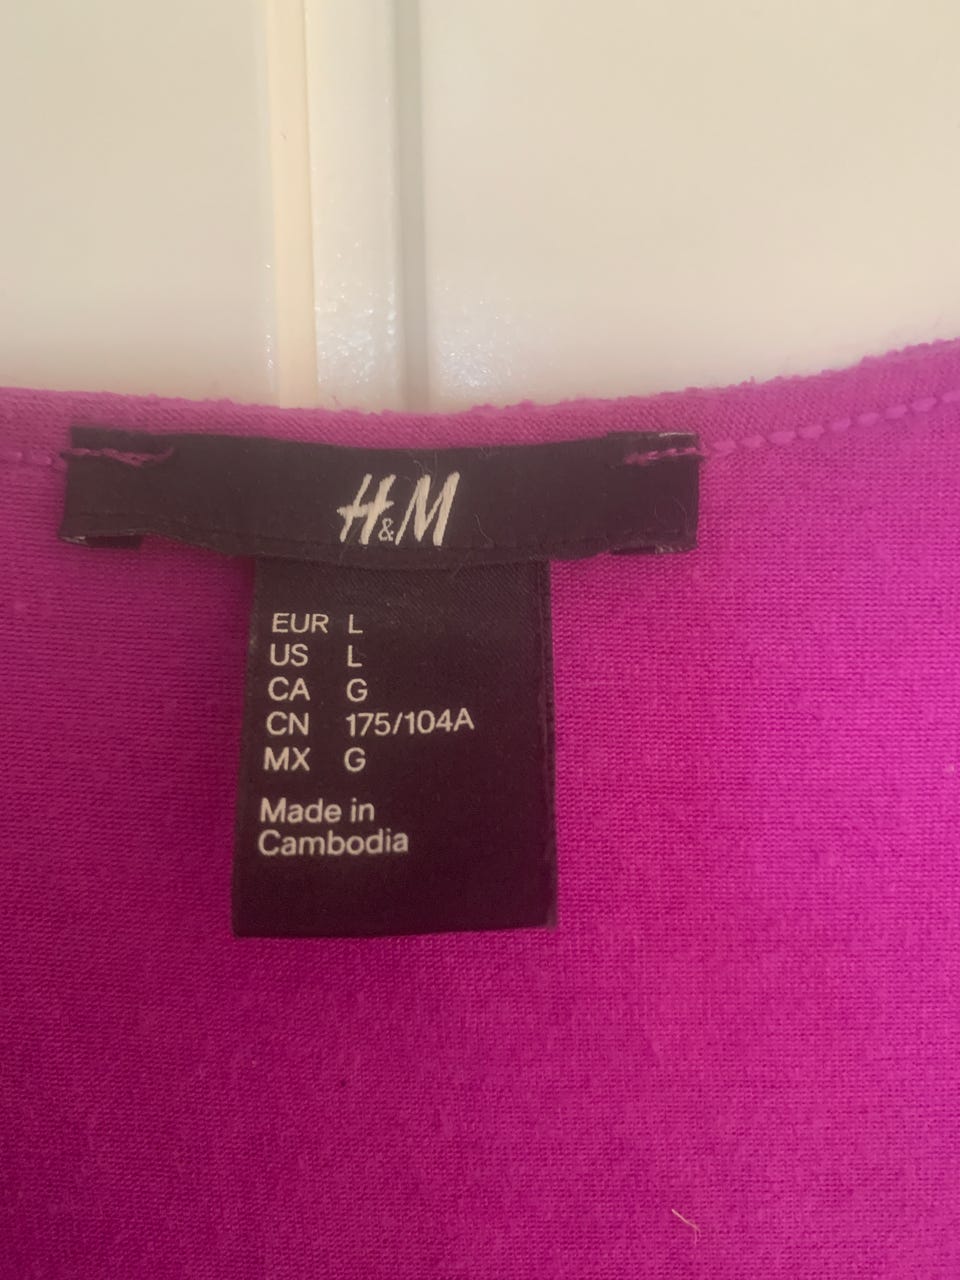 H&M
EUR L
US L
CA G
CN 175/104A
MX G
Made in
Cambodia